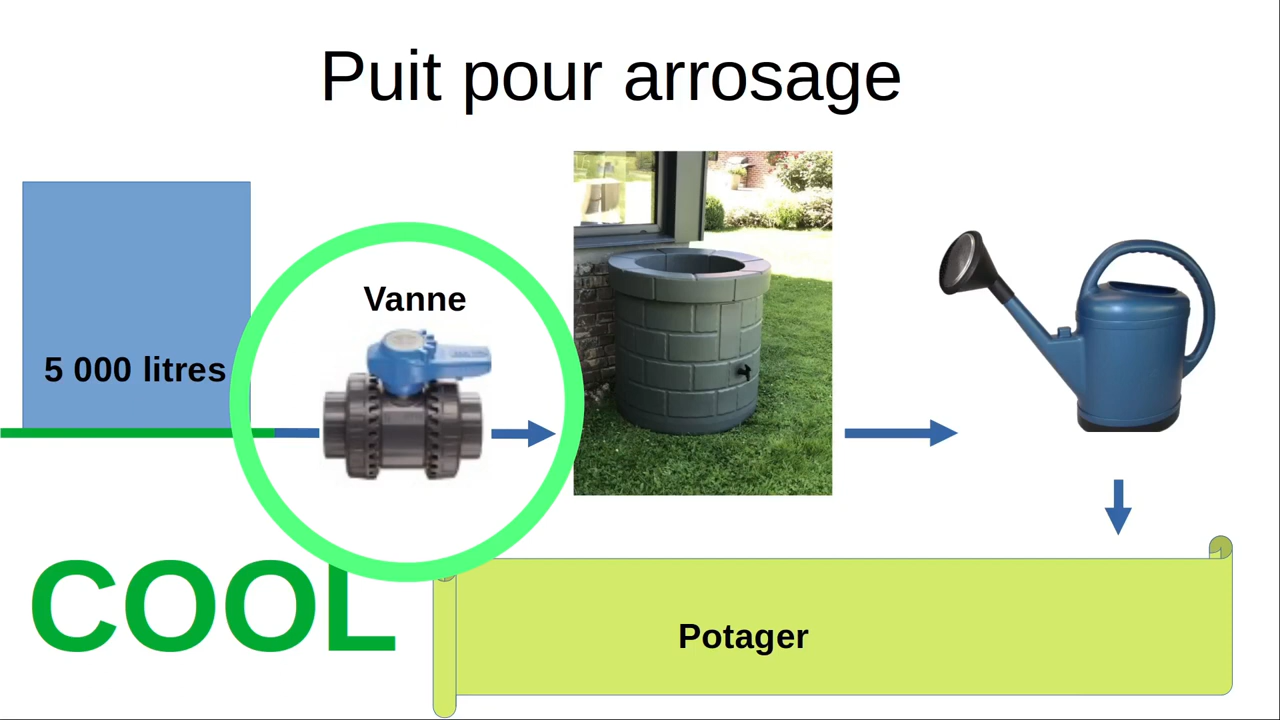 Puit pour arrosage
Vanne
5 000 litres
COOL
Potager